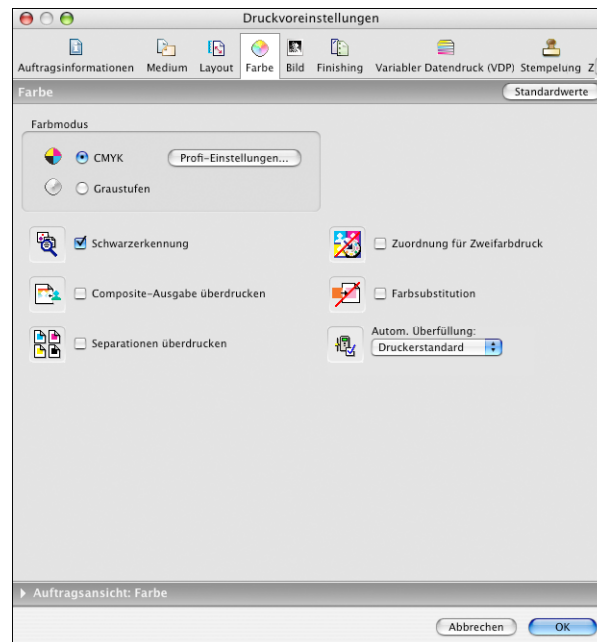 Druckvoreinstellungen
Auftragsinformationen Medium Layout Farbe Bild Finishing Variabler Datendruck (VDP) Stempelung Z
Farbe Standardwerte
Farbmodus
CMYK Profi-Einstellungen...
Graustufen
Schwarzerkennung Zuordnung für Zweifarbdruck
Composite-Ausgabe überdrucken Farbsubstitution
Separationen überdrucken Autom. Überfüllung:
Druckerstandard
Auftragsansicht: Farbe
Abbrechen OK